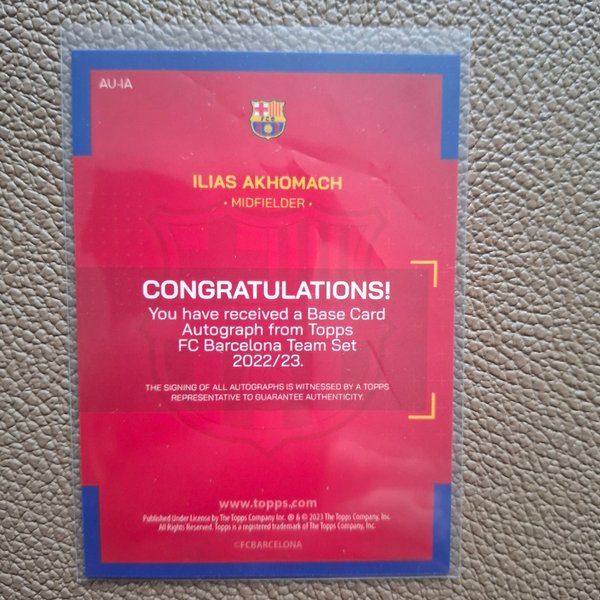 AU-IA
FCB
ILIAS AKHOMACH
• MIDFIELDER •
CONGRATULATIONS!
You have received a Base Card
Autograph from Topps
FC Barcelona Team Set
2022/23.
THE SIGNING OF ALL AUTOGRAPHS IS WITNESSED BY A TOPPS
REPRESENTATIVE TO GUARANTEE AUTHENTICITY.
www.topps.com
Published Under License by The Topps Company Inc. ® & © 2023 The Topps Company, Inc.
All Rights Reserved. Topps is a registered trademark of The Topps Company, Inc.
©FCBARCELONA